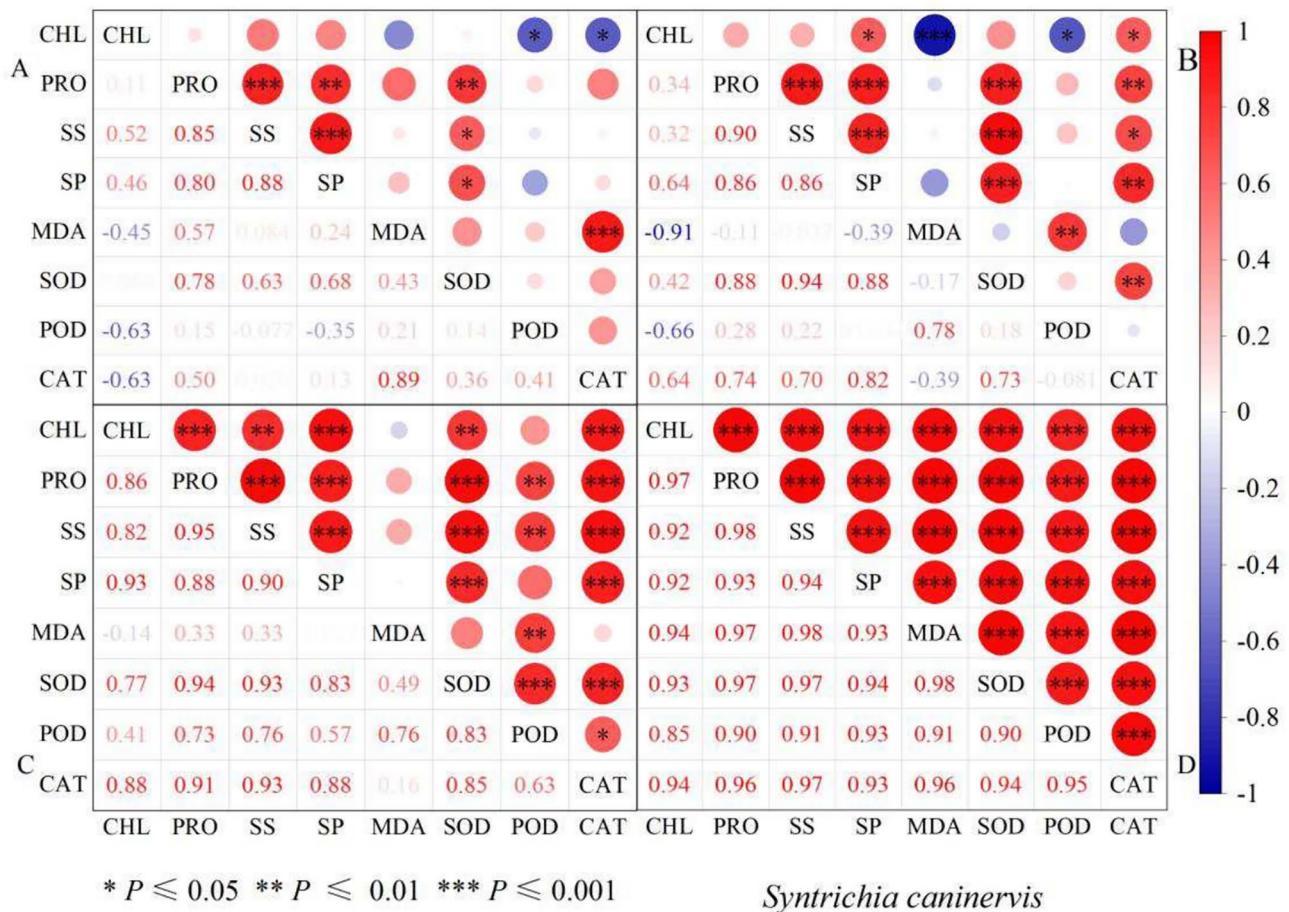 CHL CHL * * CHL * *** * * 1
A B
PRO 0.11 PRO *** ** ** 0.34 PRO *** *** *** ** 0.8
SS 0.52 0.85 SS *** * 0.32 0.90 SS *** *** *
SP 0.46 0.80 0.88 SP * 0.64 0.86 0.86 SP *** ** 0.6
MDA -0.45 0.57 0.084 0.24 MDA *** -0.91 -0.11 -0.037 -0.39 MDA **
SOD 0.78 0.63 0.68 0.43 SOD 0.42 0.88 0.94 0.88 -0.17 SOD ** 0.4
POD -0.63 0.15 -0.077 -0.35 0.21 0.14 POD -0.66 0.28 0.22 0.78 0.18 POD 0.2
CAT -0.63 0.50 0.13 0.89 0.36 0.41 CAT 0.64 0.74 0.70 0.82 -0.39 0.73 -0.081 CAT
CHL CHL *** ** *** ** *** CHL *** *** *** *** *** *** *** 0
PRO 0.86 PRO *** *** *** ** *** 0.97 PRO *** *** *** *** *** *** -0.2
SS 0.82 0.95 SS *** *** ** *** 0.92 0.98 SS *** *** *** *** ***
SP 0.93 0.88 0.90 SP *** *** 0.92 0.93 0.94 SP *** *** *** *** -0.4
MDA -0.14 0.33 0.33 MDA ** 0.94 0.97 0.98 0.93 MDA *** *** *** -0.6
SOD 0.77 0.94 0.93 0.83 0.49 SOD *** *** 0.93 0.97 0.97 0.94 0.98 SOD *** ***
POD 0.41 0.73 0.76 0.57 0.76 0.83 POD * 0.85 0.90 0.91 0.93 0.91 0.90 POD *** -0.8
C D
CAT 0.88 0.91 0.93 0.88 0.16 0.85 0.63 CAT 0.94 0.96 0.97 0.93 0.96 0.94 0.95 CAT -1
CHL PRO SS SP MDA SOD POD CAT CHL PRO SS SP MDA SOD POD CAT
* P ≤ 0.05 ** P ≤ 0.01 *** P ≤ 0.001 Syntrichia caninervis